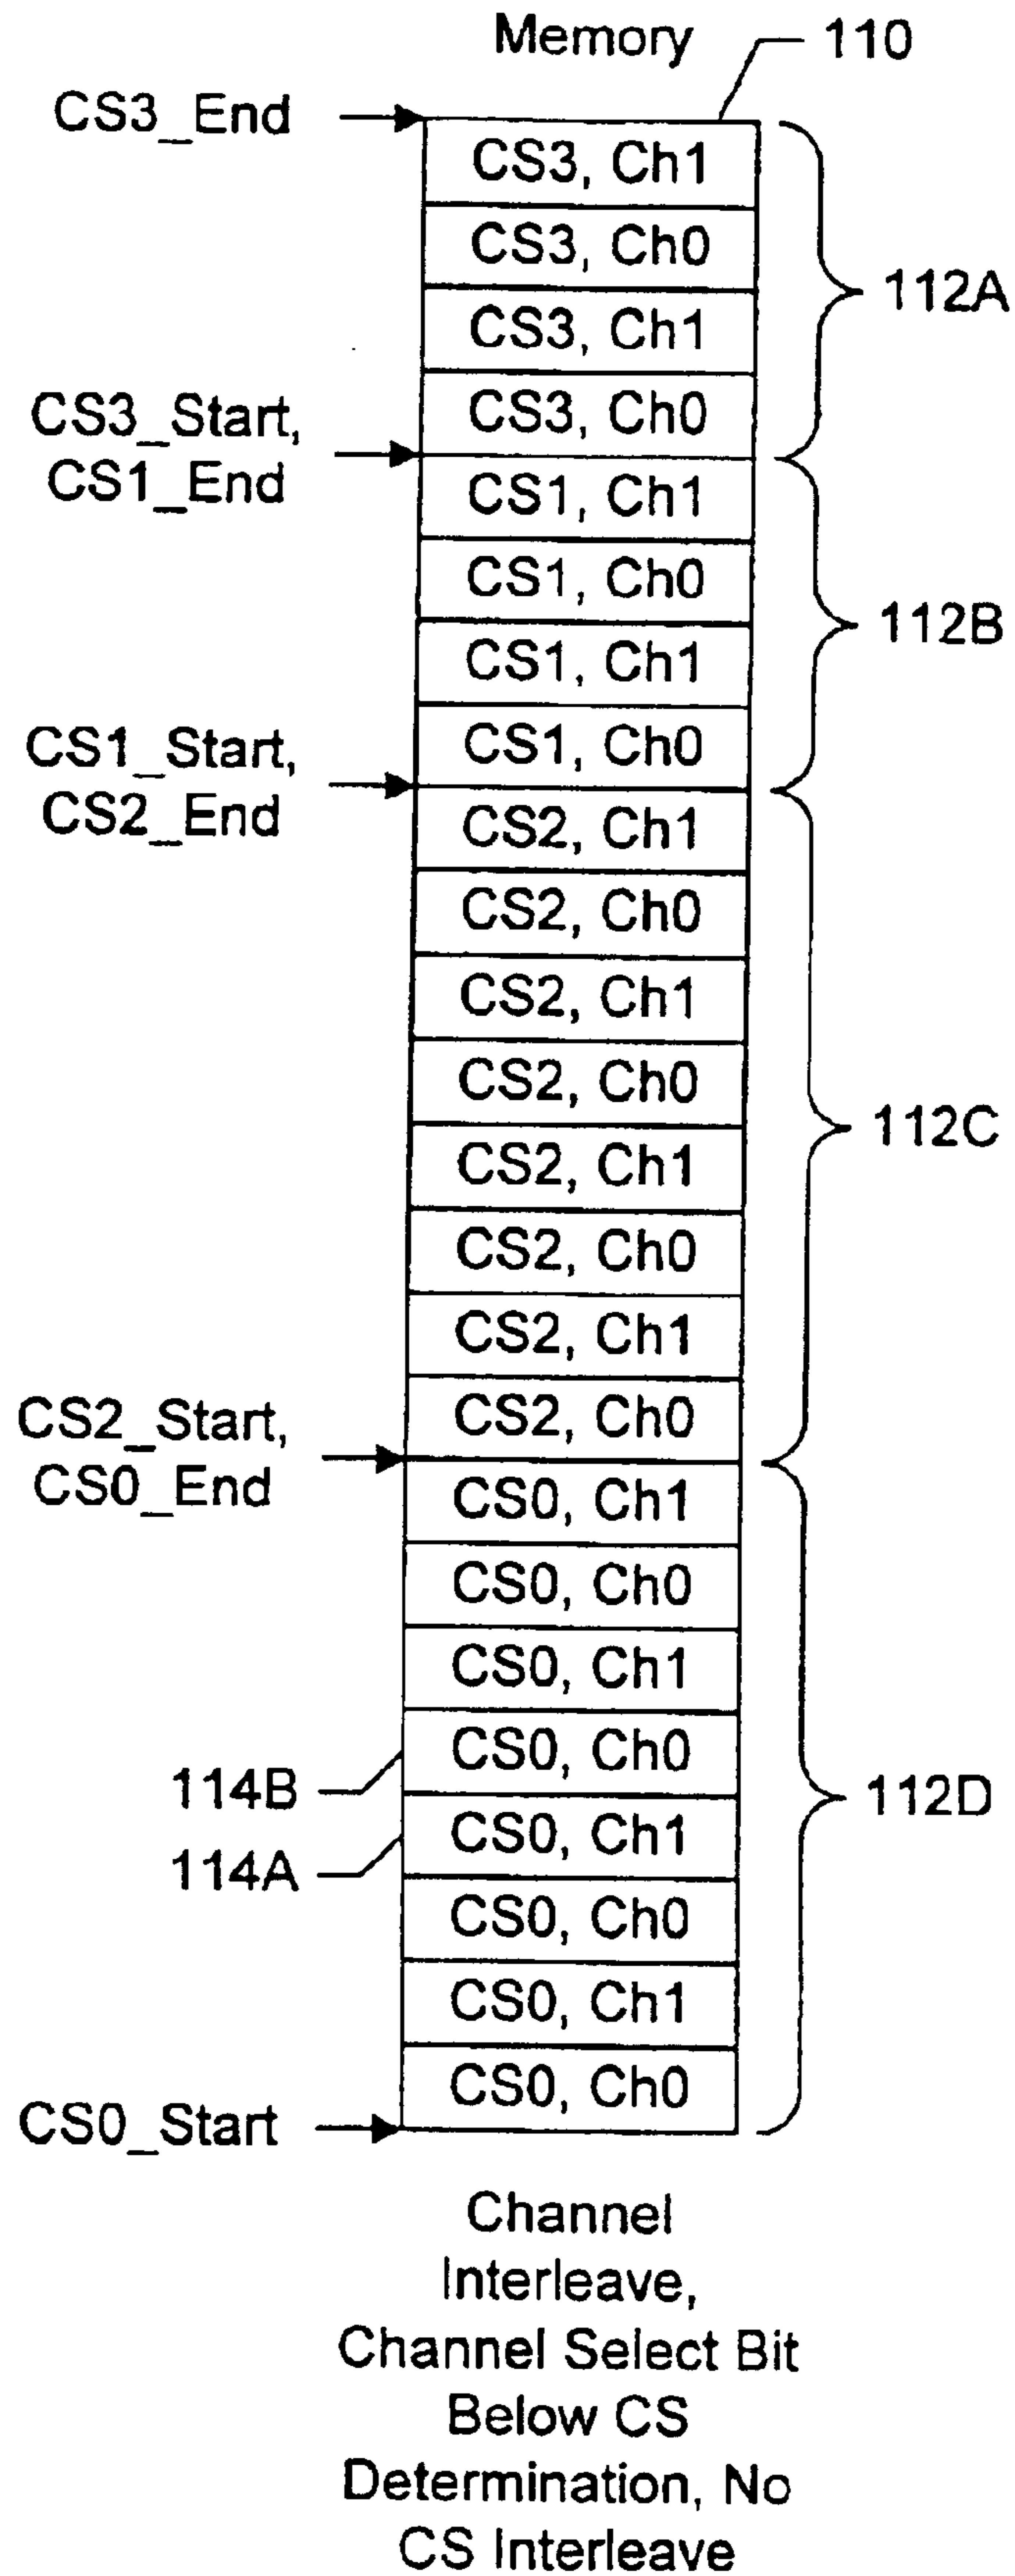 Memory
110
CS3_End
CS3, Ch1
CS3, Ch0
112A
CS3, Ch1
CS3_Start,
CS1_End
CS3, Ch0
CS1, Ch1
CS1, Ch0
112B
CS1, Ch1
CS1_Start,
CS2_End
CS1, Ch0
CS2, Ch1
CS2, Ch0
CS2, Ch1
CS2, Ch0
112C
CS2, Ch1
CS2, Ch0
CS2, Ch1
CS2_Start,
CS0_End
CS2, Ch0
CS0, Ch1
CS0, Ch0
CS0, Ch1
CS0, Ch0
114B
112D
CS0, Ch1
114A
CS0, Ch0
CS0, Ch1
CS0, Ch0
CS0_Start
Channel
Interleave,
Channel Select Bit
Below CS
Determination, No
CS Interleave